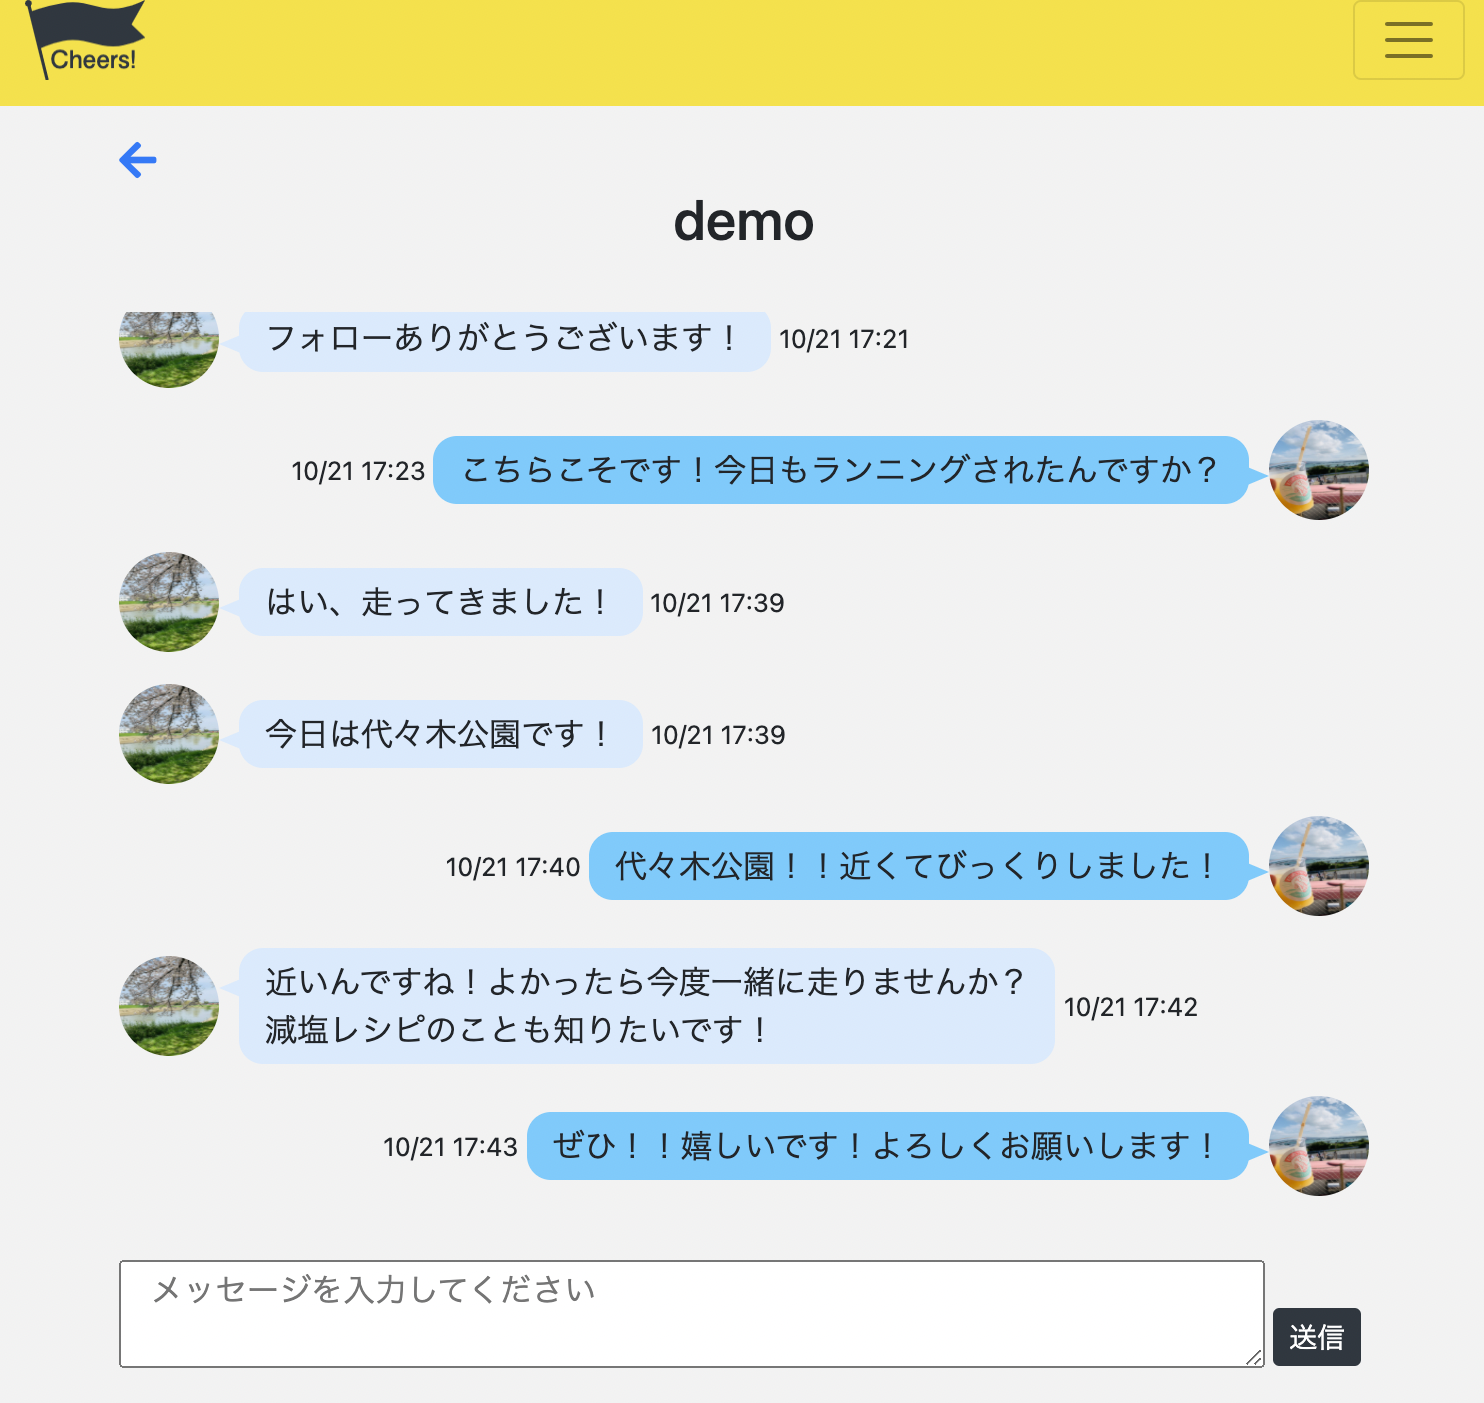 Cheers!
demo
フォローありがとうございます！ 10/21 17:21
10/21 17:23 こちらこそです！今日もランニングされたんですか？
はい、走ってきました！ 10/21 17:39
今日は代々木公園です！ 10/21 17:39
10/21 17:40 代々木公園！！近くてびっくりしました！
近いんですね！よかったら今度一緒に走りませんか？
減塩レシピのことも知りたいです！
10/21 17:42
10/21 17:43 ぜひ！！嬉しいです！よろしくお願いします！
メッセージを入力してください
送信